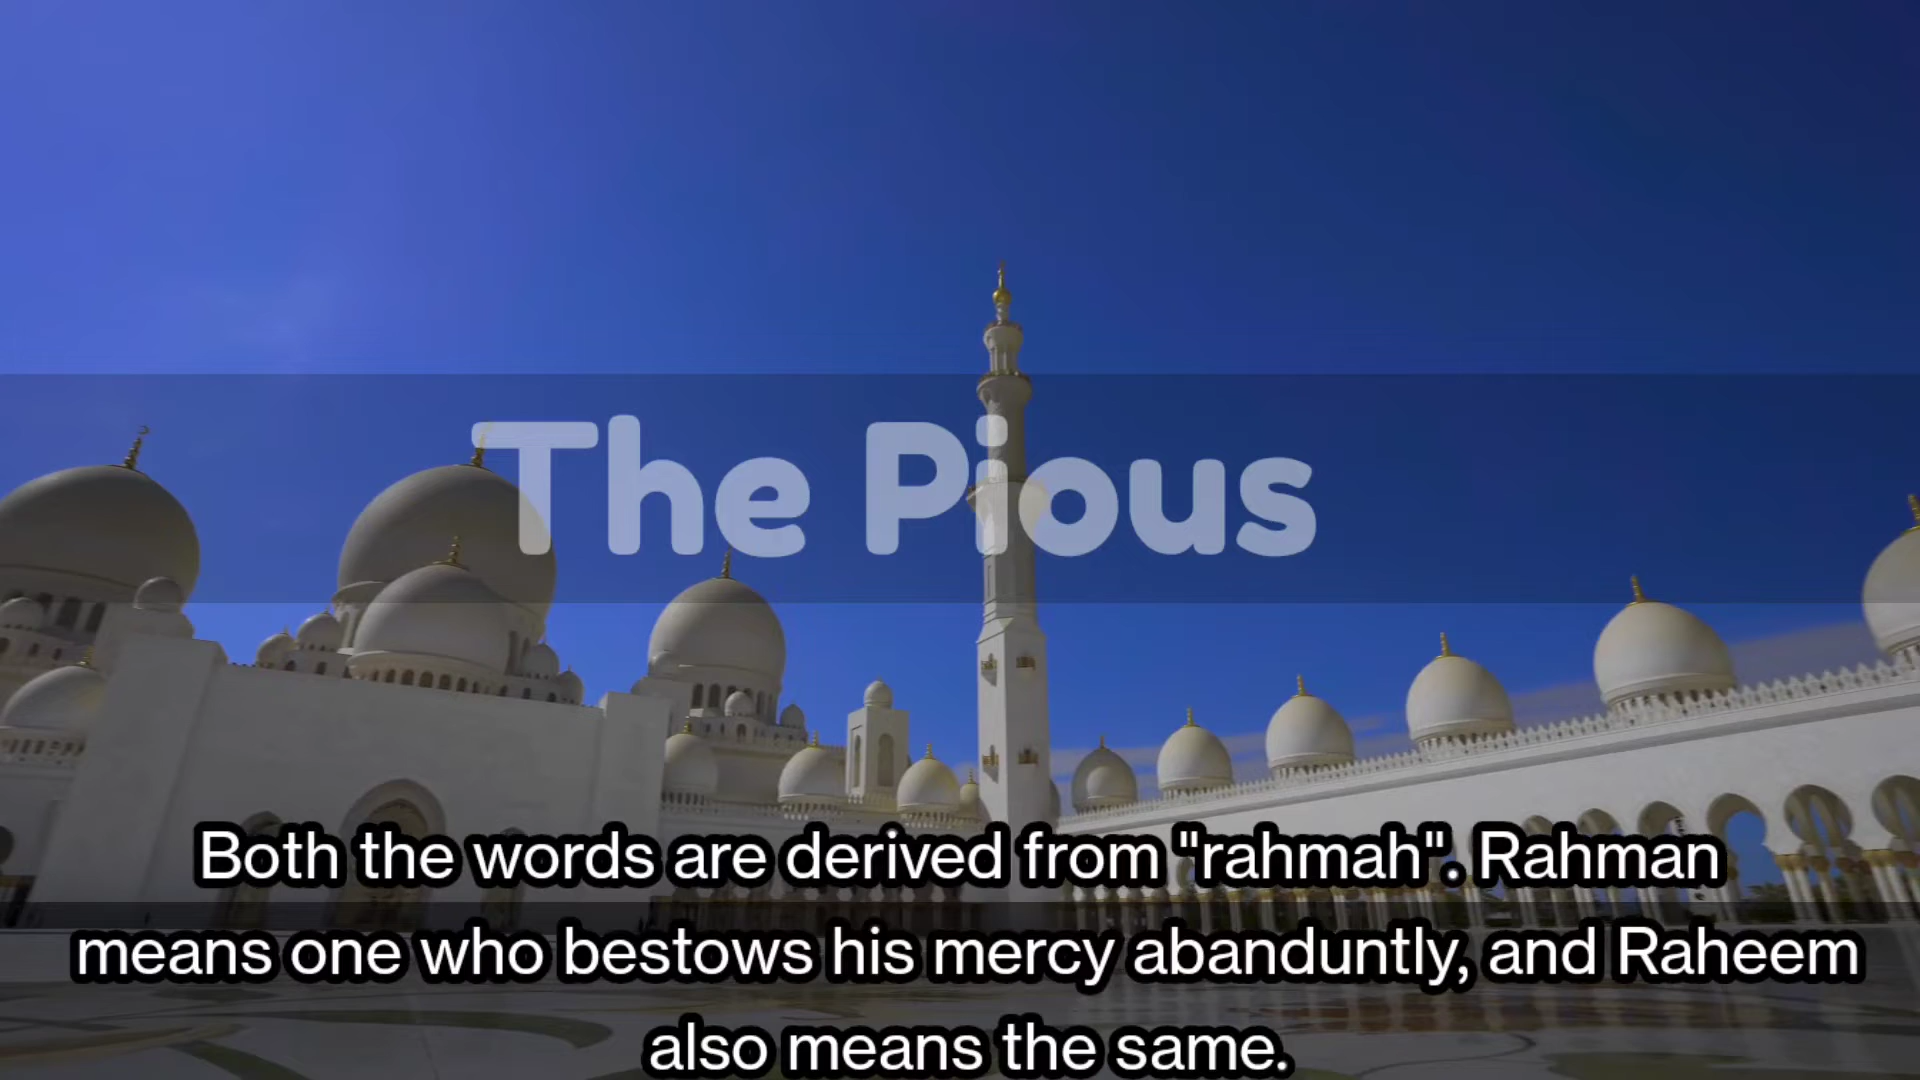 The Pious
Both the words are derived from "rahmah". Rahman
means one who bestows his mercy abanduntly, and Raheem
also means the same.